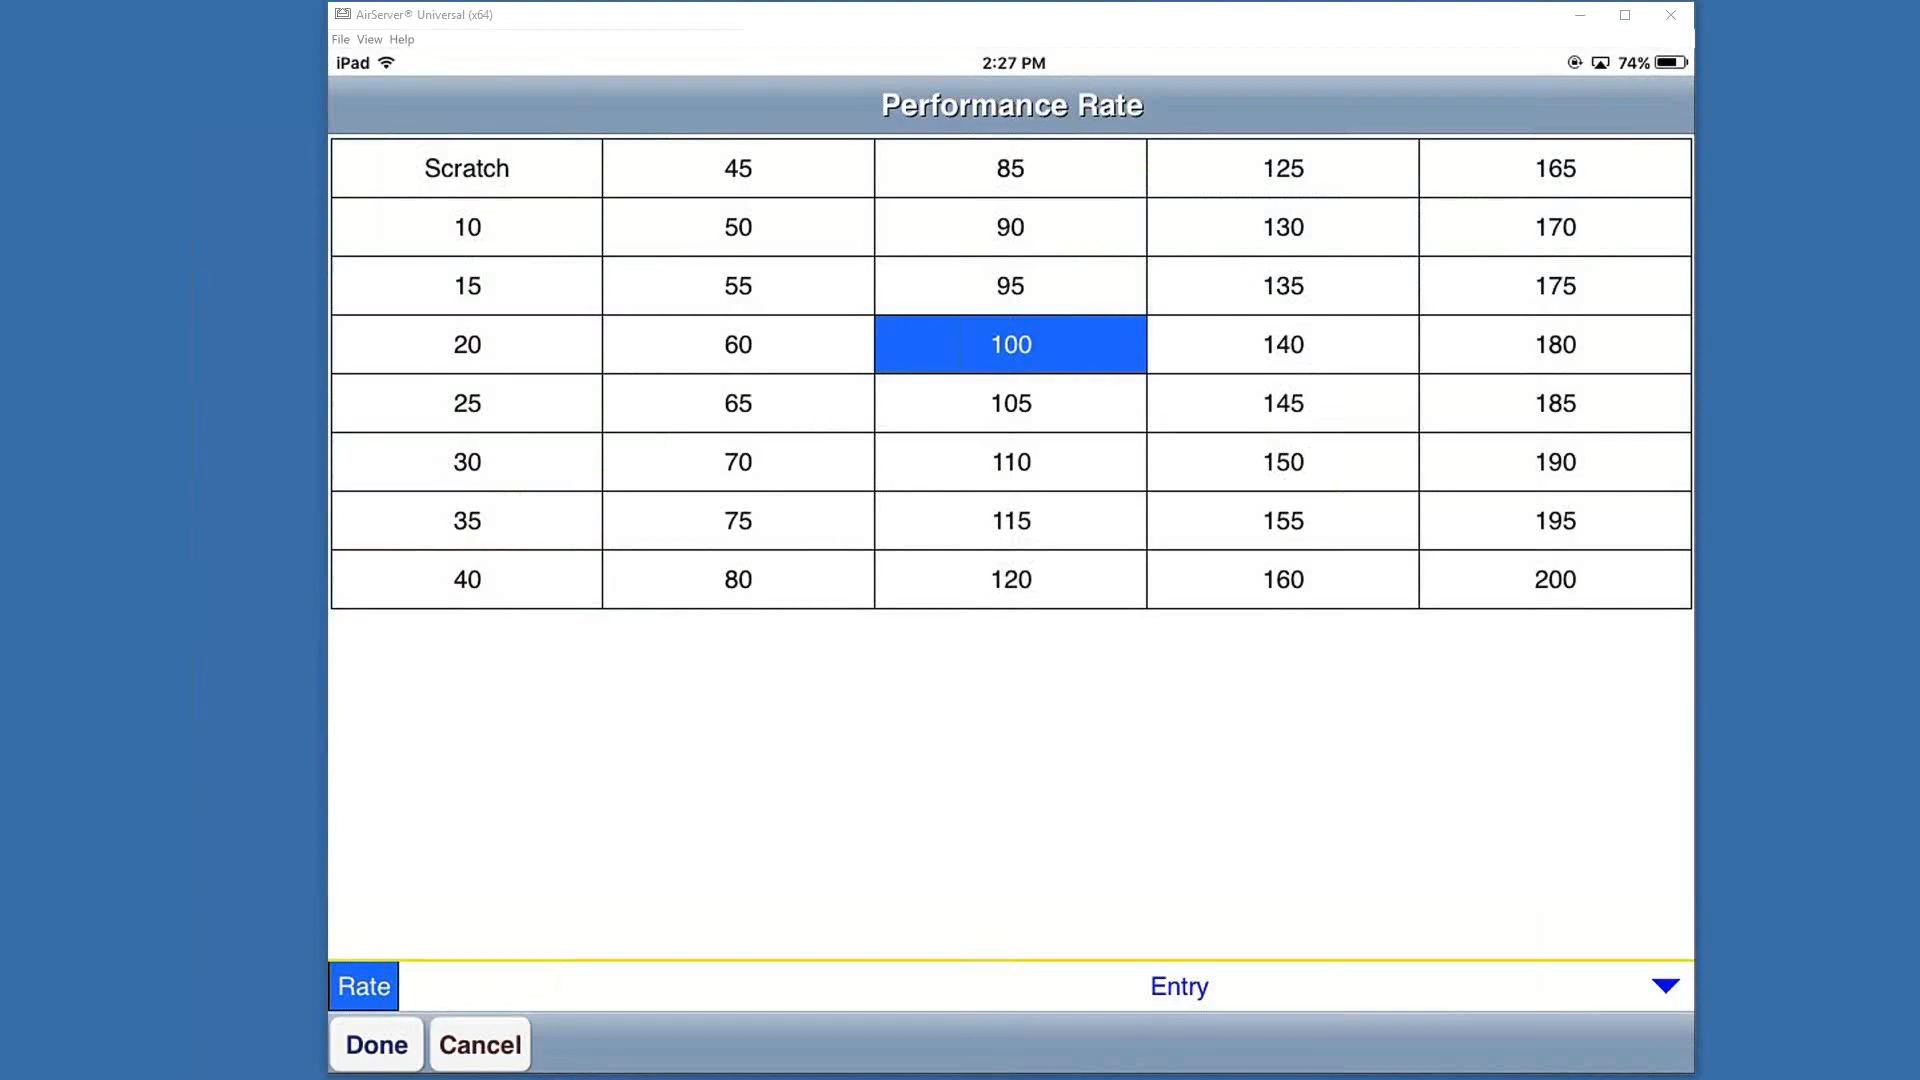 AirServer® Universal (x64)
File View Help
iPad 2:27 PM 74%
Performance Rate
Scratch 45 85 125 165
10 50 90 130 170
15 55 95 135 175
20 60 100 140 180
25 65 105 145 185
30 70 110 150 190
35 75 115 155 195
40 80 120 160 200
Rate Entry
Done Cancel